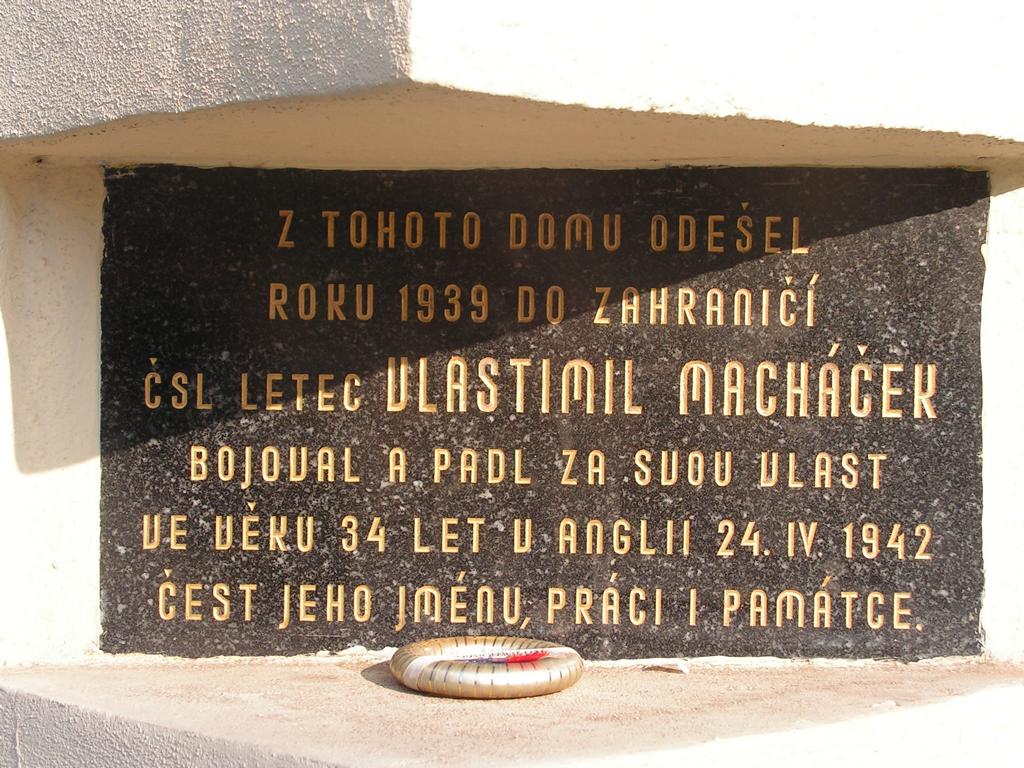 Z TOHOTO DOMU ODEŠEL
ROKU 1939 DO ZAHRANIČÍ
ČSL LETEC VLASTIMIL MACHÁČEK
BOJOVAL A PADL ZA SVOU VLAST
VE VĚKU 34 LET V ANGLII 24. IV. 1942
ČEST JEHO JMÉNU, PRÁCI I PAMÁTCE.